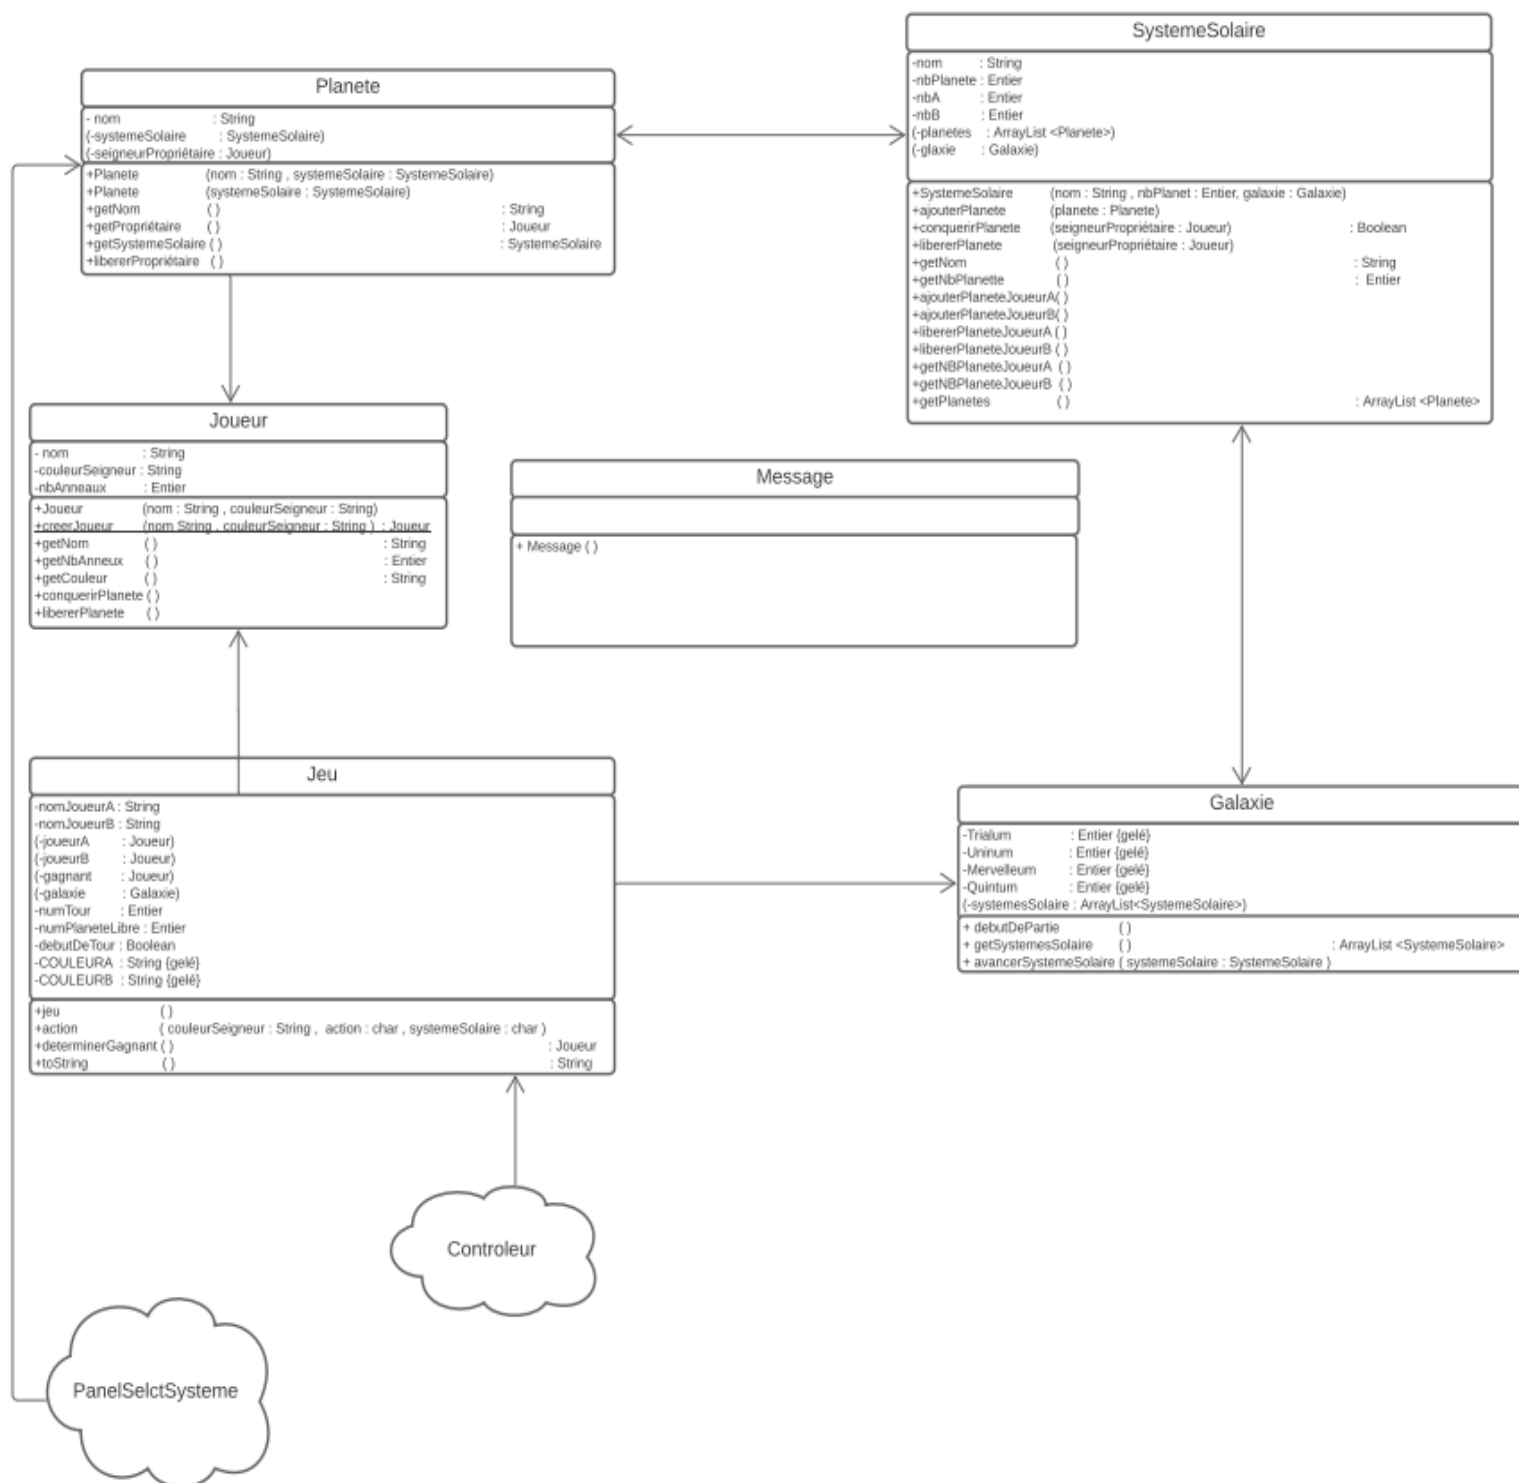 Planete
- nom : String
(-systemeSolaire : SystemeSolaire)
(-seigneurPropriétaire : Joueur)
+Planete (nom : String , systemeSolaire : SystemeSolaire)
+Planete (systemeSolaire : SystemeSolaire)
+getNom ( ) : String
+getPropriétaire ( ) : Joueur
+getSystemeSolaire ( ) : SystemeSolaire
+libererPropriétaire ( )
SystemeSolaire
-nom : String
-nbPlanete : Entier
-nbA : Entier
-nbB : Entier
(-planetes : ArrayList <Planete>)
(-glaxie : Galaxie)
+SystemeSolaire (nom : String , nbPlanet : Entier, galaxie : Galaxie)
+ajouterPlanete (planete : Planete)
+conquerirPlanete (seigneurPropriétaire : Joueur) : Boolean
+libererPlanete (seigneurPropriétaire : Joueur)
+getNom ( ) : String
+getNbPlanette ( ) : Entier
+ajouterPlaneteJoueurA( )
+ajouterPlaneteJoueurB( )
+libererPlaneteJoueurA ( )
+libererPlaneteJoueurB ( )
+getNBPlaneteJoueurA ( )
+getNBPlaneteJoueurB ( )
+getPlanetes ( ) : ArrayList <Planete>
Joueur
- nom : String
-couleurSeigneur : String
-nbAnneaux : Entier
+Joueur (nom : String , couleurSeigneur : String)
+creerJoueur (nom String , couleurSeigneur : String ) : Joueur
+getNom ( ) : String
+getNbAnneux ( ) : Entier
+getCouleur ( ) : String
+conquerirPlanete ( )
+libererPlanete ( )
Message
+ Message ( )
Jeu
-nomJoueurA : String
-nomJoueurB : String
(-joueurA : Joueur)
(-joueurB : Joueur)
(-gagnant : Joueur)
(-galaxie : Galaxie)
-numTour : Entier
-numPlaneteLibre : Entier
-debutDeTour : Boolean
-COULEURA : String {gelé}
-COULEURB : String {gelé}
+jeu ( )
+action ( couleurSeigneur : String , action : char , systemeSolaire : char )
+determinerGagnant ( ) : Joueur
+toString ( ) : String
Galaxie
-Trialum : Entier {gelé}
-Uninum : Entier {gelé}
-Mervelleum : Entier {gelé}
-Quintum : Entier {gelé}
(-systemesSolaire : ArrayList<SystemeSolaire>)
+ debutDePartie ( )
+ getSystemesSolaire ( ) : ArrayList <SystemeSolaire>
+ avancerSystemeSolaire ( systemeSolaire : SystemeSolaire )
Controleur
PanelSelctSysteme